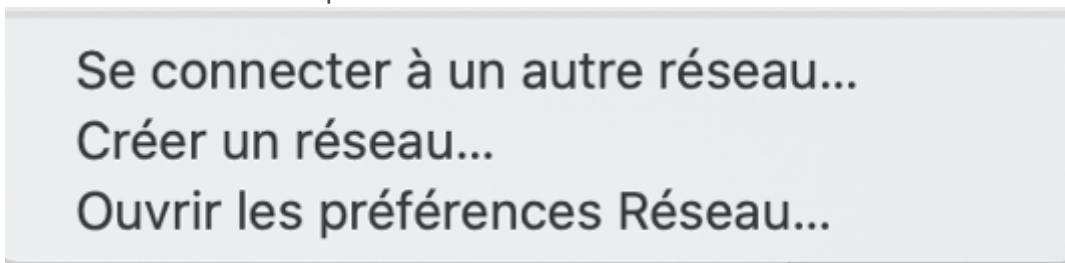 Se connecter à un autre réseau...
Créer un réseau...
Ouvrir les préférences Réseau...